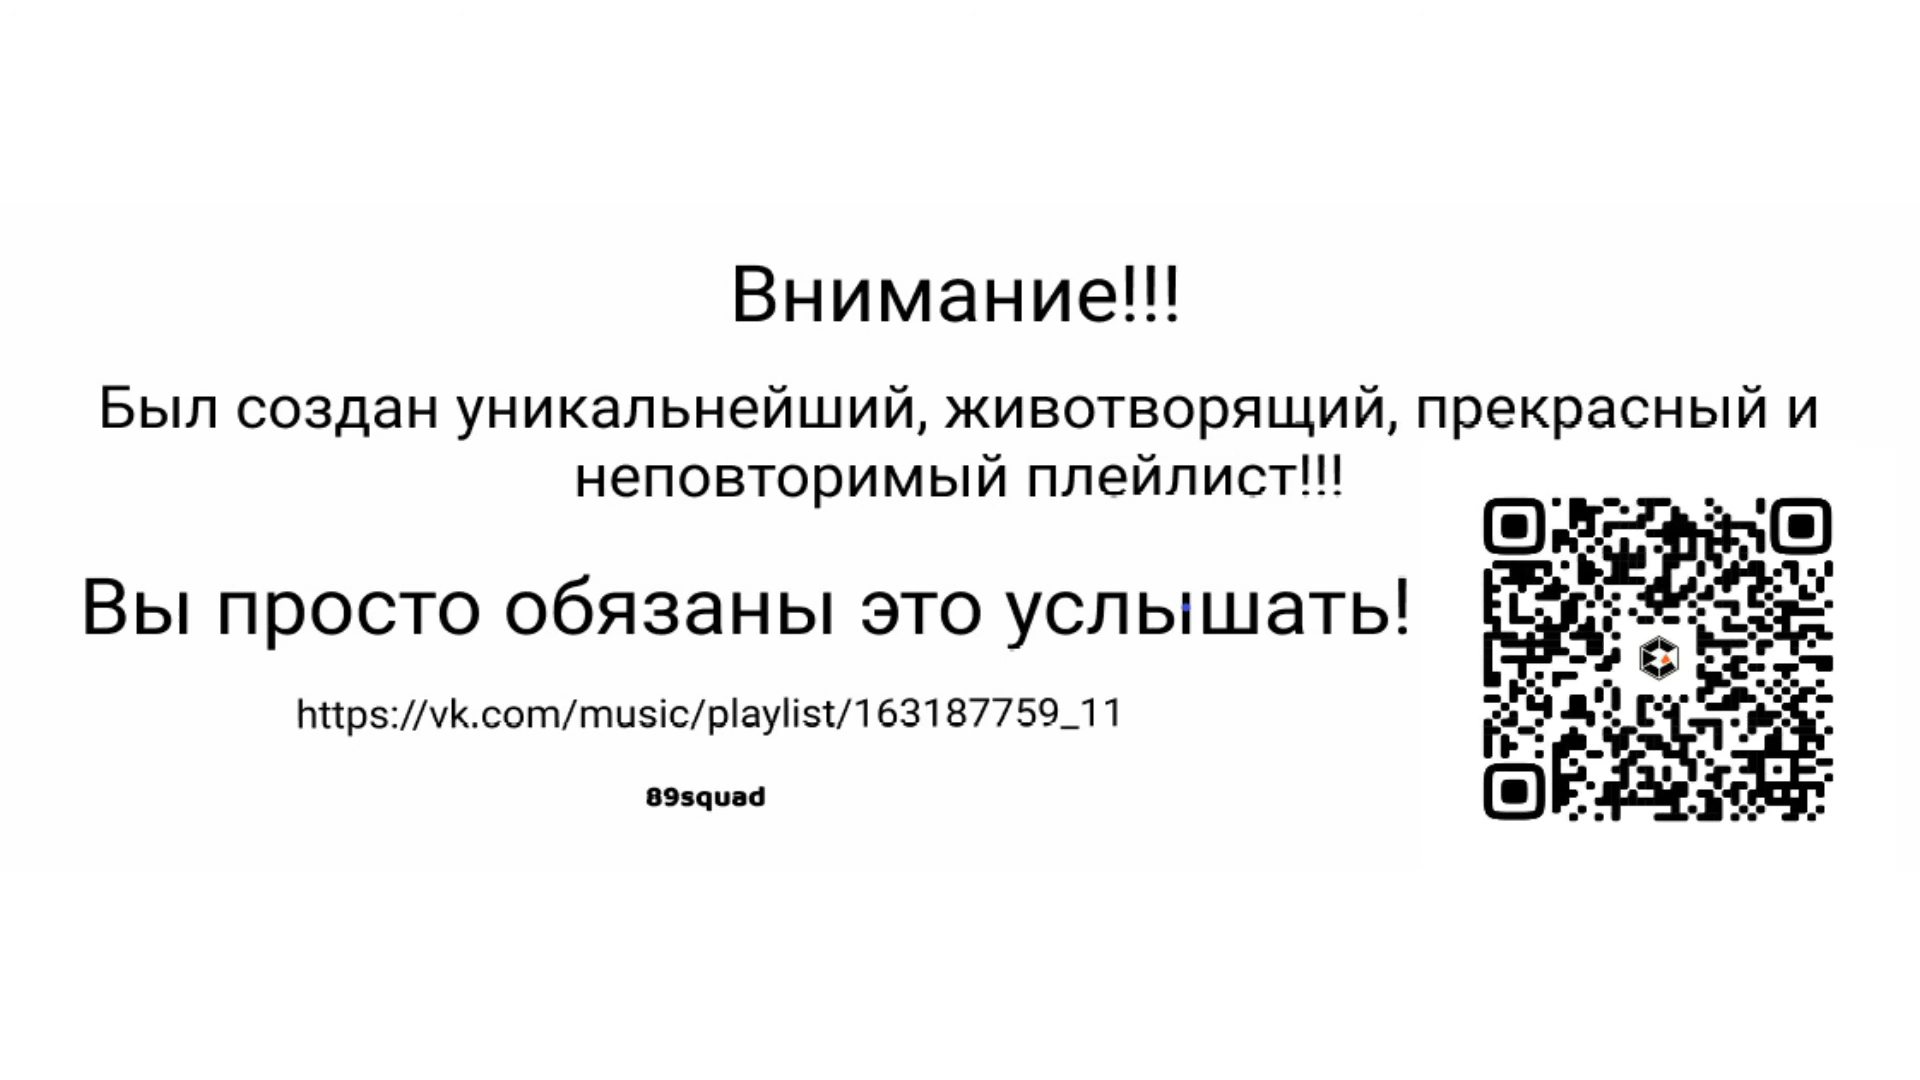 Внимание!!!
Был создан уникальнейший, животворящий, прекрасный и
неповторимый плейлист!!!
Вы просто обязаны это услышать!
https://vk.com/music/playlist/163187759_11
89squad